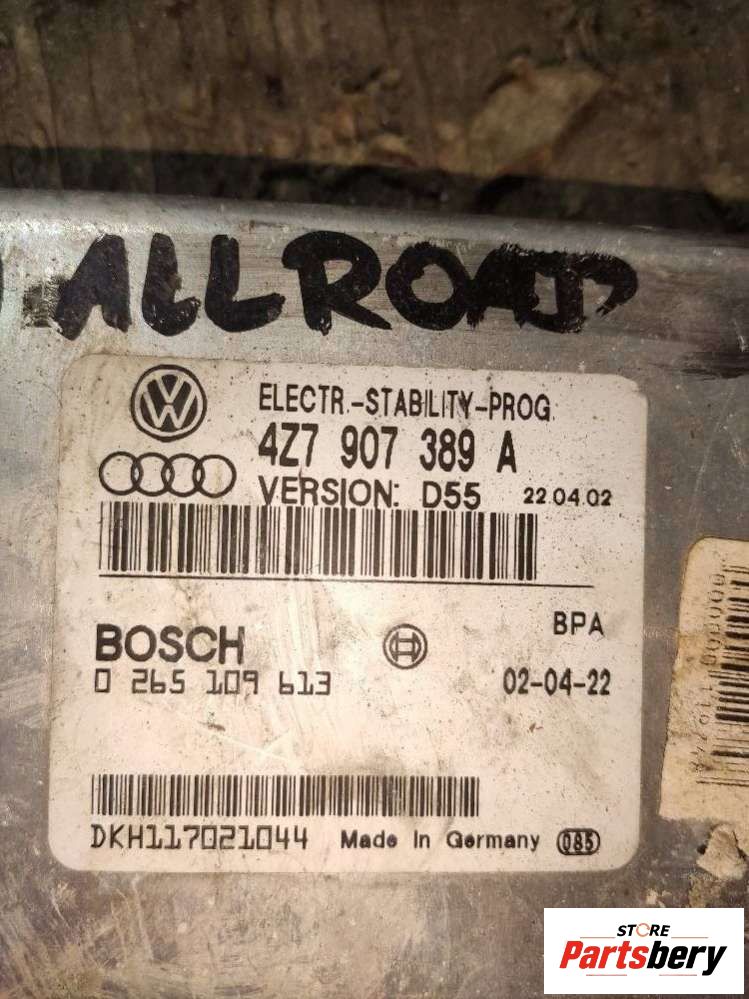 ALLROAD
ELECTR.-STABILITY-PROG.
4Z7 907 389 A
VERSION: D55 22.04.02
BPA
BOSCH
0 265 109 613 02-04-22
DKH117021044 Made in Germany 085
STORE
Partsbery